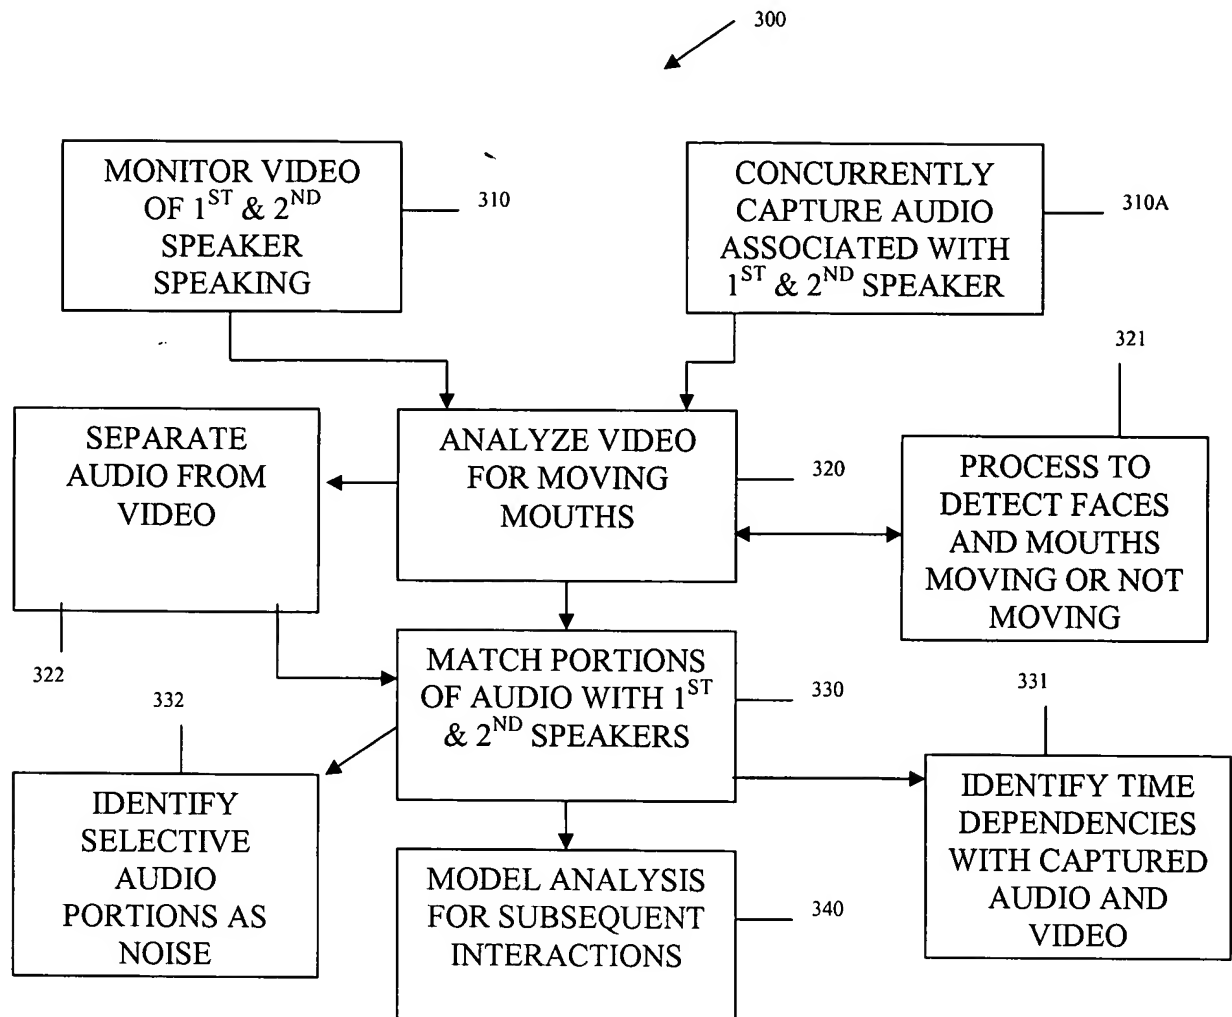 300
MONITOR VIDEO
OF 1ST & 2ND
SPEAKER
SPEAKING
310
CONCURRENTLY
CAPTURE AUDIO
ASSOCIATED WITH
1ST & 2ND SPEAKER
310A
321
SEPARATE
AUDIO FROM
VIDEO
322
ANALYZE VIDEO
FOR MOVING
MOUTHS
320
PROCESS TO
DETECT FACES
AND MOUTHS
MOVING OR NOT
MOVING
MATCH PORTIONS
OF AUDIO WITH 1ST
& 2ND SPEAKERS
330
332
IDENTIFY
SELECTIVE
AUDIO
PORTIONS AS
NOISE
331
IDENTIFY TIME
DEPENDENCIES
WITH CAPTURED
AUDIO AND
VIDEO
MODEL ANALYSIS
FOR SUBSEQUENT
INTERACTIONS
340